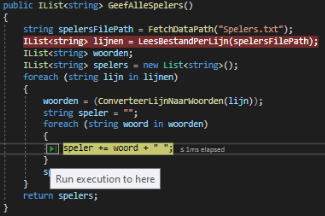 public IList<string> GeefAlleSpelers()
{
string spelersFilePath = FetchDataPath("Spelers.txt");
IList<string> lijnen = LeesBestandPerLijn(spelersFilePath);
IList<string> woorden;
IList<string> spelers = new List<string>();
foreach (string lijn in lijnen)
{
woorden = (ConverteerLijnNaarWoorden(lijn));
string speler = "";
foreach (string woord in woorden)
{
speler += woord + " "; ≤ 1ms elapsed
}
s
Run execution to here
}
return spelers;
}